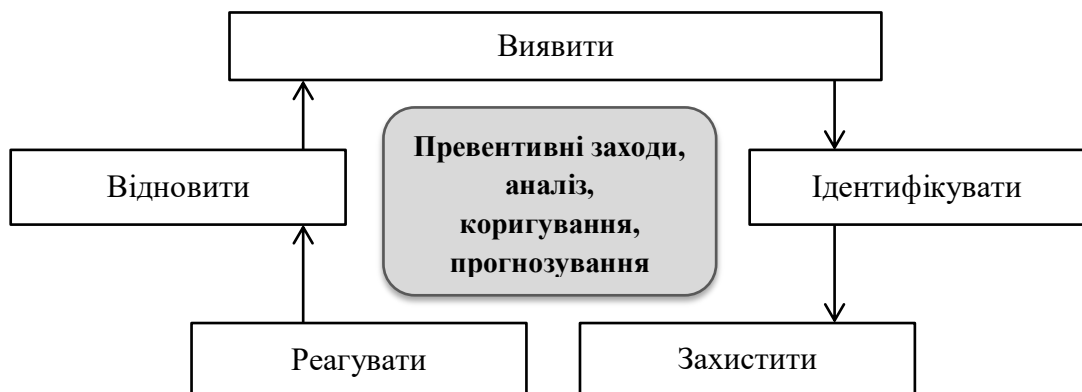 Виявити
Превентивні заходи,
аналіз,
коригування,
прогнозування
Відновити
Ідентифікувати
Реагувати
Захистити